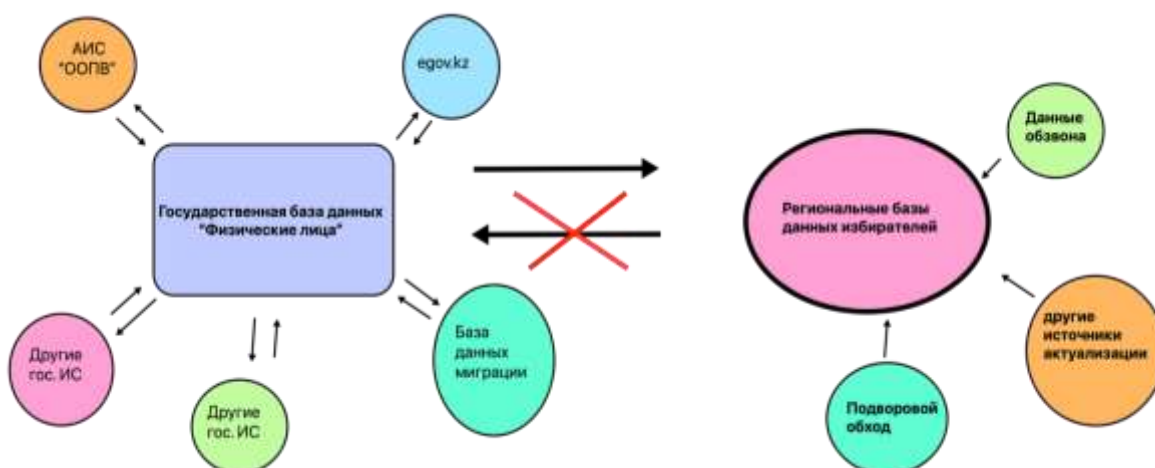 АИС
"ООПВ"
egov.kz
Данные
обзвона
Государственная база данных
"Физические лица"
Региональные базы
данных избирателей
База
данных
миграции
другие
источники
актуализации
Другие
гос. ИС
Другие
гос. ИС
Подворовой
обход